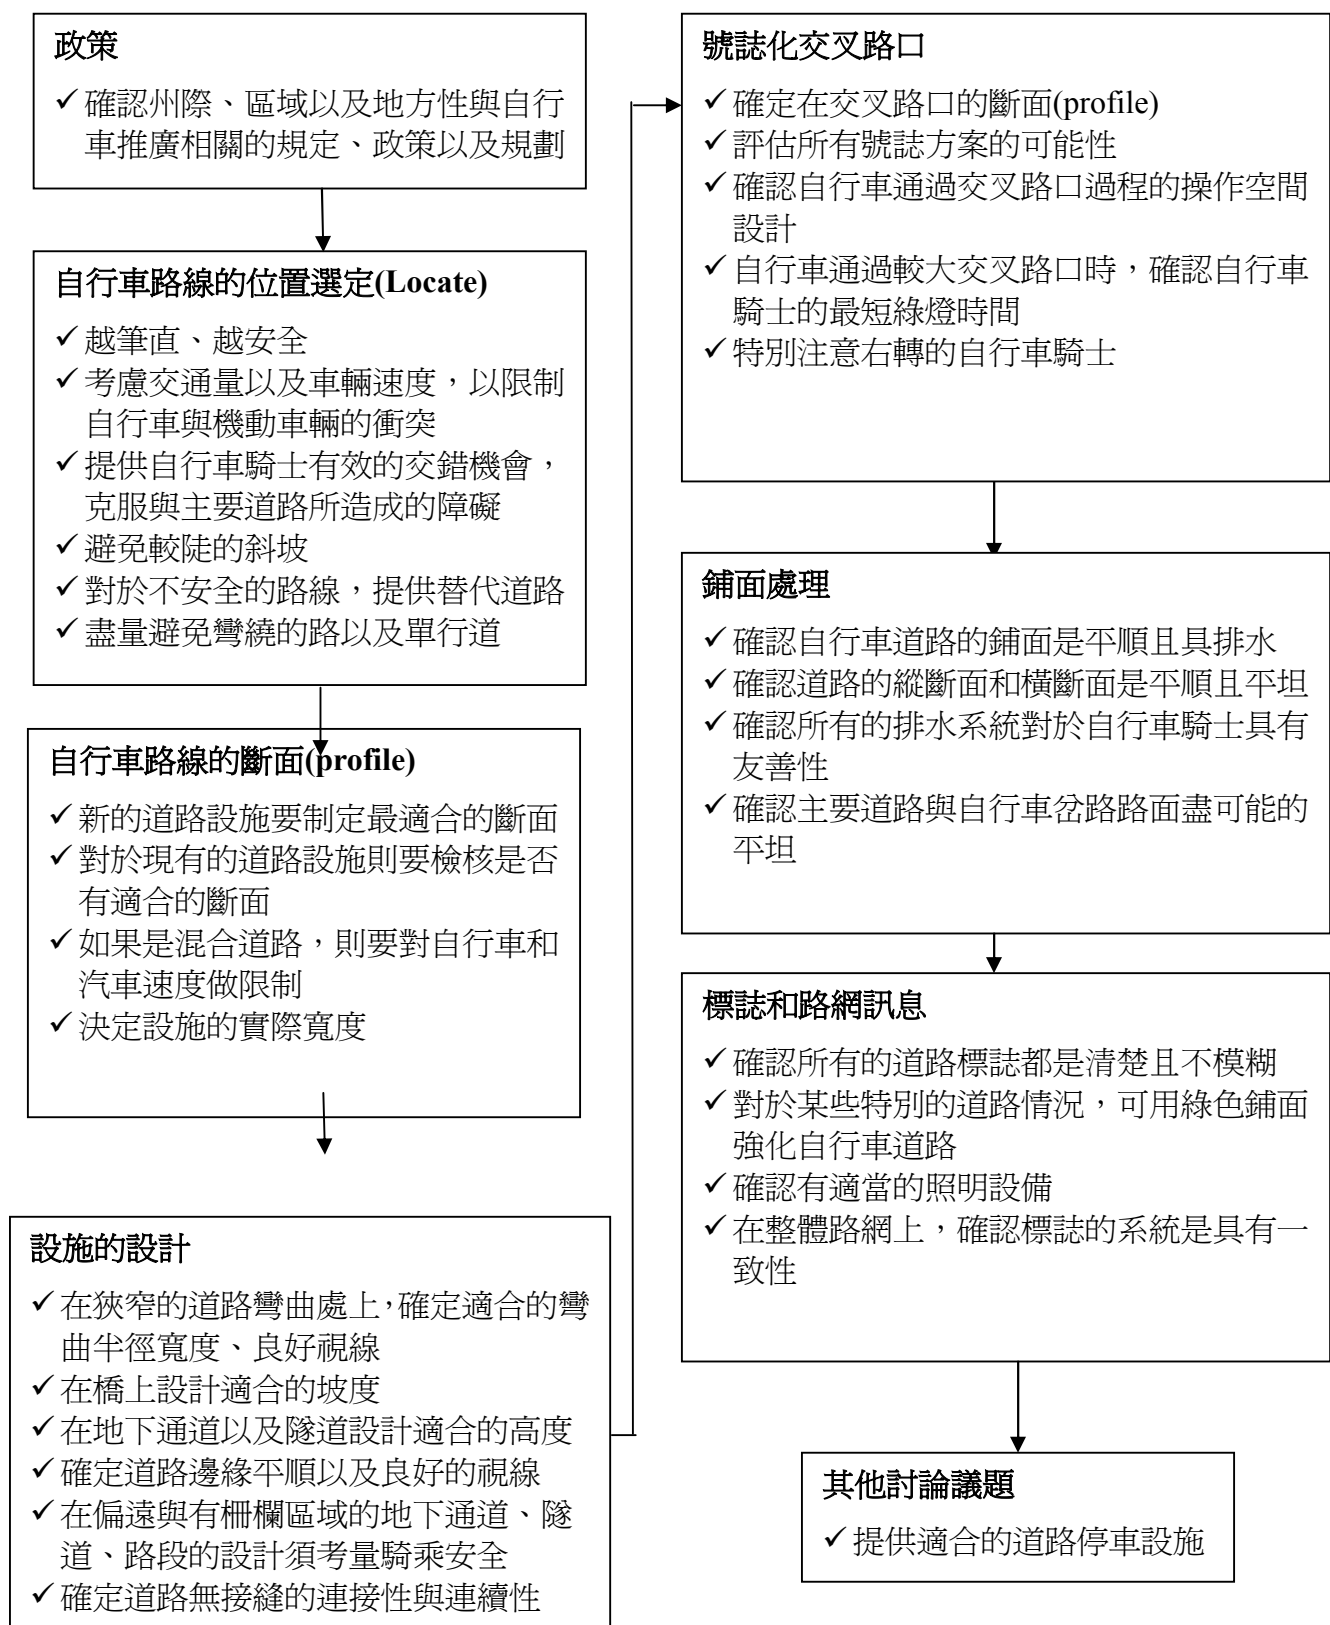 政策
✓確認州際、區域以及地方性與自行
車推廣相關的規定、政策以及規劃
自行車路線的位置選定(Locate)
✓越筆直、越安全
✓考慮交通量以及車輛速度，以限制
自行車與機動車輛的衝突
✓提供自行車騎士有效的交錯機會，
克服與主要道路所造成的障礙
✓避免較陡的斜坡
✓對於不安全的路線，提供替代道路
✓盡量避免彎繞的路以及單行道
自行車路線的斷面(profile)
✓新的道路設施要制定最適合的斷面
✓對於現有的道路設施則要檢核是否
有適合的斷面
✓如果是混合道路，則要對自行車和
汽車速度做限制
✓決定設施的實際寬度
設施的設計
✓在狹窄的道路彎曲處上，確定適合的彎
曲半徑寬度、良好視線
✓在橋上設計適合的坡度
✓在地下通道以及隧道設計適合的高度
✓確定道路邊緣平順以及良好的視線
✓在偏遠與有柵欄區域的地下通道、隧
道、路段的設計須考量騎乘安全
✓確定道路無接縫的連接性與連續性
號誌化交叉路口
✓確定在交叉路口的斷面(profile)
✓評估所有號誌方案的可能性
✓確認自行車通過交叉路口過程的操作空間
設計
✓自行車通過較大交叉路口時，確認自行車
騎士的最短綠燈時間
✓特別注意右轉的自行車騎士
鋪面處理
✓確認自行車道路的鋪面是平順且具排水
✓確認道路的縱斷面和橫斷面是平順且平坦
✓確認所有的排水系統對於自行車騎士具有
友善性
✓確認主要道路與自行車岔路路面盡可能的
平坦
標誌和路網訊息
✓確認所有的道路標誌都是清楚且不模糊
✓對於某些特別的道路情況，可用綠色鋪面
強化自行車道路
✓確認有適當的照明設備
✓在整體路網上，確認標誌的系統是具有一
致性
其他討論議題
✓提供適合的道路停車設施